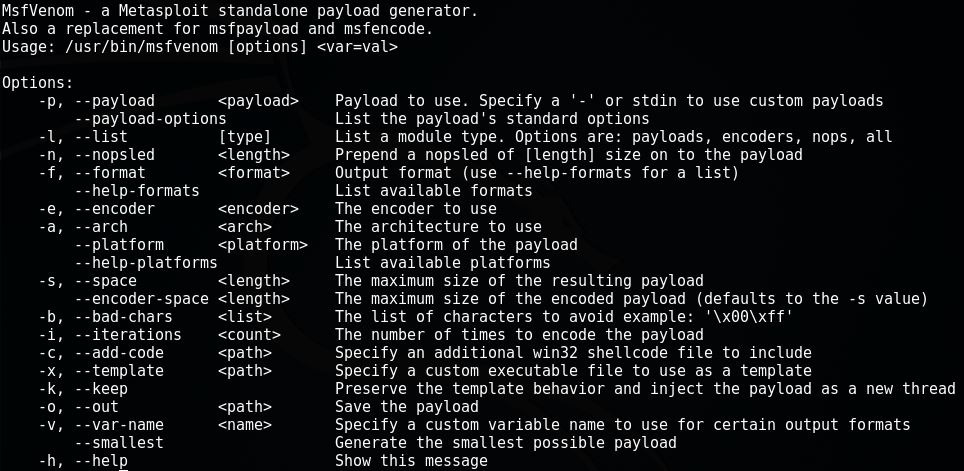 MsfVenom - a Metasploit standalone payload generator.
Also a replacement for msfpayload and msfencode.
Usage: /usr/bin/msfvenom [options] <var=val>
Options:
-p, --payload <payload> Payload to use. Specify a '-' or stdin to use custom payloads
--payload-options List the payload's standard options
-l, --list [type] List a module type. Options are: payloads, encoders, nops, all
-n, --nopsled <length> Prepend a nopsled of [length] size on to the payload
-f, --format <format> Output format (use --help-formats for a list)
--help-formats List available formats
-e, --encoder <encoder> The encoder to use
-a, --arch <arch> The architecture to use
--platform <platform> The platform of the payload
--help-platforms List available platforms
-s, --space <length> The maximum size of the resulting payload
--encoder-space <length> The maximum size of the encoded payload (defaults to the -s value)
-b, --bad-chars <list> The list of characters to avoid example: '\x00\xff'
-i, --iterations <count> The number of times to encode the payload
-c, --add-code <path> Specify an additional win32 shellcode file to include
-x, --template <path> Specify a custom executable file to use as a template
-k, --keep Preserve the template behavior and inject the payload as a new thread
-o, --out <path> Save the payload
-v, --var-name <name> Specify a custom variable name to use for certain output formats
--smallest Generate the smallest possible payload
-h, --help Show this message